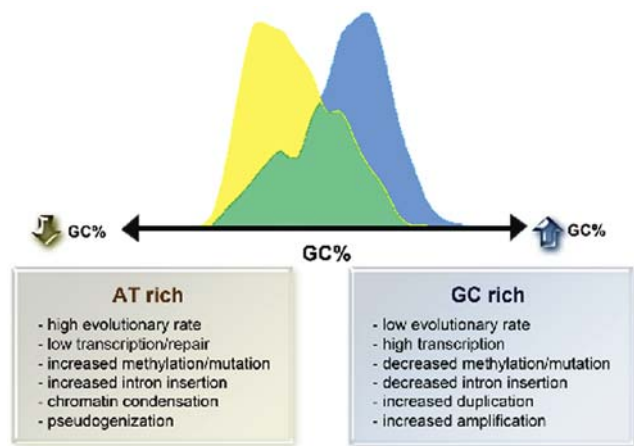 GC%
GC%
GC%
AT rich
- high evolutionary rate
- low transcription/repair
- increased methylation/mutation
- increased intron insertion
- chromatin condensation
- pseudogenization
GC rich
- low evolutionary rate
- high transcription
- decreased methylation/mutation
- decreased intron insertion
- increased duplication
- increased amplification